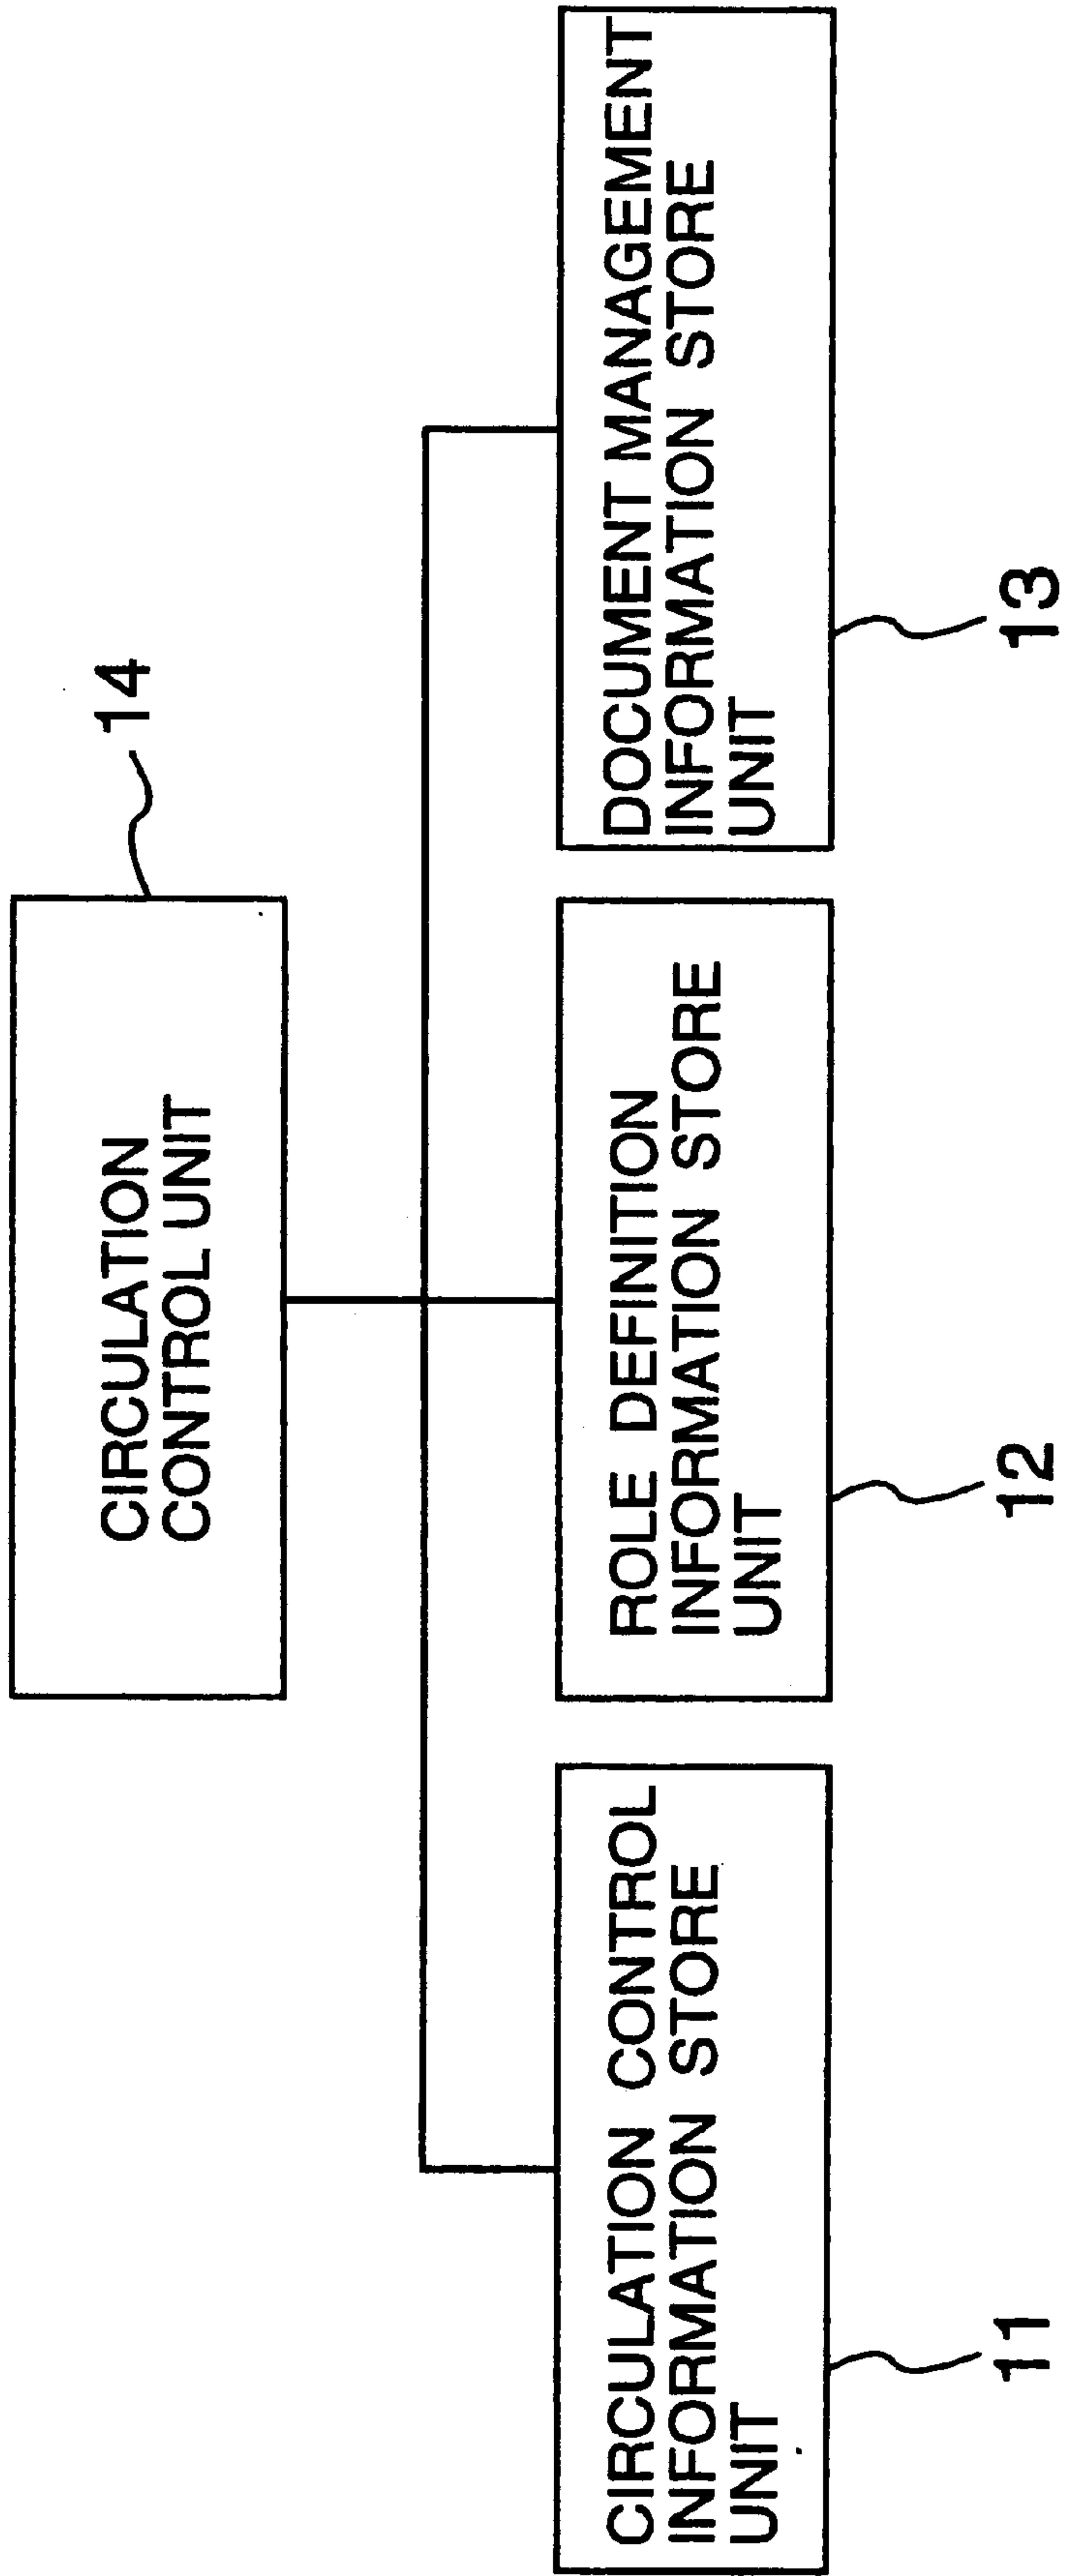 CIRCULATION
CONTROL UNIT
14
CIRCULATION CONTROL
INFORMATION STORE
UNIT
11
ROLE DEFINITION
INFORMATION STORE
UNIT
12
DOCUMENT MANAGEMENT
INFORMATION STORE
UNIT
13